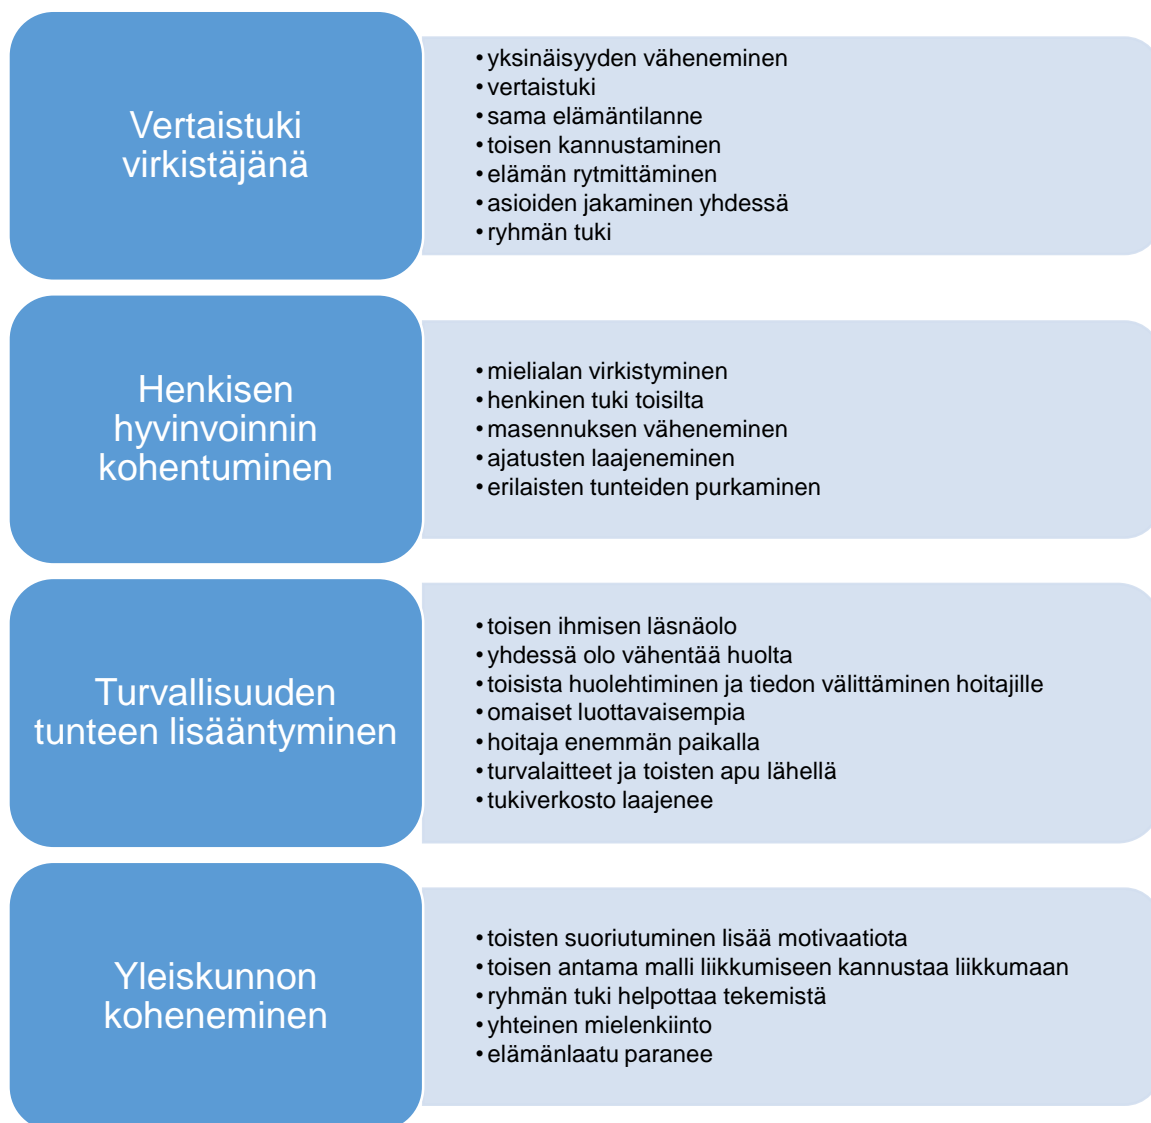 Vertaistuki
virkistäjänä
•yksinäisyyden väheneminen
•vertaistuki
•sama elämäntilanne
•toisen kannustaminen
•elämän rytmittäminen
•asioiden jakaminen yhdessä
•ryhmän tuki
Henkisen
hyvinvoinnin
kohentuminen
•mielialan virkistyminen
•henkinen tuki toisilta
•masennuksen väheneminen
•ajatusten laajeneminen
•erilaisten tunteiden purkaminen
Turvallisuuden
tunteen lisääntyminen
•toisen ihmisen läsnäolo
•yhdessä olo vähentää huolta
•toisista huolehtiminen ja tiedon välittäminen hoitajille
•omaiset luottavaisempia
•hoitaja enemmän paikalla
•turvalaitteet ja toisten apu lähellä
•tukiverkosto laajenee
Yleiskunnon
koheneminen
•toisten suoriutuminen lisää motivaatiota
•toisen antama malli liikkumiseen kannustaa liikkumaan
•ryhmän tuki helpottaa tekemistä
•yhteinen mielenkiinto
•elämänlaatu paranee